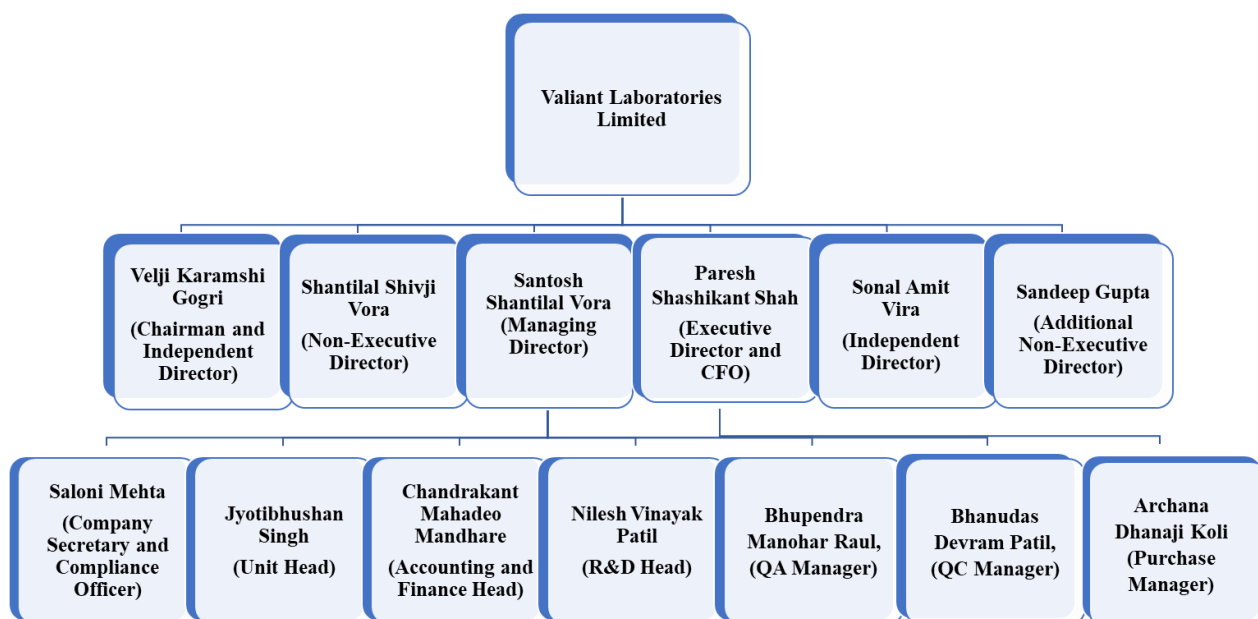 Valiant Laboratories
Limited
Velji Karamshi
Gogri
(Chairman and
Independent
Director)
Shantilal Shivji
Vora
(Non-Executive
Director)
Santosh
Shantilal Vora
(Managing
Director)
Paresh
Shashikant Shah
(Executive
Director and
CFO)
Sonal Amit
Vira
(Independent
Director)
Sandeep Gupta
(Additional
Non-Executive
Director)
Saloni Mehta
(Company
Secretary and
Compliance
Officer)
Jyotibhushan
Singh
(Unit Head)
Chandrakant
Mahadeo
Mandhare
(Accounting and
Finance Head)
Nilesh Vinayak
Patil
(R&D Head)
Bhupendra
Manohar Raul,
(QA Manager)
Bhanudas
Devram Patil,
(QC Manager)
Archana
Dhanaji Koli
(Purchase
Manager)